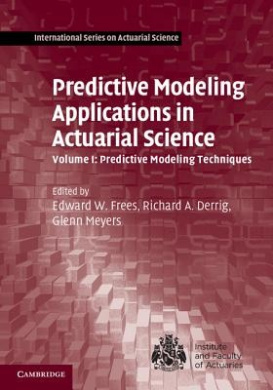 International Series on Actuarial Science
Predictive Modeling
Applications in
Actuarial Science
Volume I: Predictive Modeling Techniques
Edited by
Edward W. Frees, Richard A. Derrig,
Glenn Meyers
CAMBRIDGE
Institute
and Faculty
of Actuaries